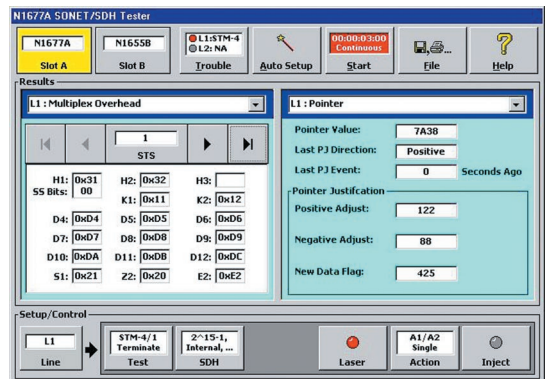 N1677A SONET/SDH Tester
N1677A
Slot A
N1655B
Slot B
L1:STM-4
L2: NA
Trouble
Auto Setup
00:00:03:00
Continuous
Start
File
Help
Results
L1 : Multiplex Overhead
1
STS
H1: 0x31 H2: 0x32 H3:
SS Bits: 00 K1: 0x11 K2: 0x12
D4: 0xD4 D5: 0xD5 D6: 0xD6
D7: 0xD7 D8: 0xD8 D9: 0xD9
D10: 0xDA D11: 0xDB D12: 0xDC
S1: 0x21 Z2: 0x20 E2: 0xE2
L1 : Pointer
Pointer Value: 7A38
Last PJ Direction: Positive
Last PJ Event: 0 Seconds Ago
Pointer Justifcation
Positive Adjust: 122
Negative Adjust: 88
New Data Flag: 425
Setup/Control
L1
Line
STM-4/1
Terminate
Test
2^15-1,
Internal, ...
SDH
Laser
A1/A2
Single
Action
Inject